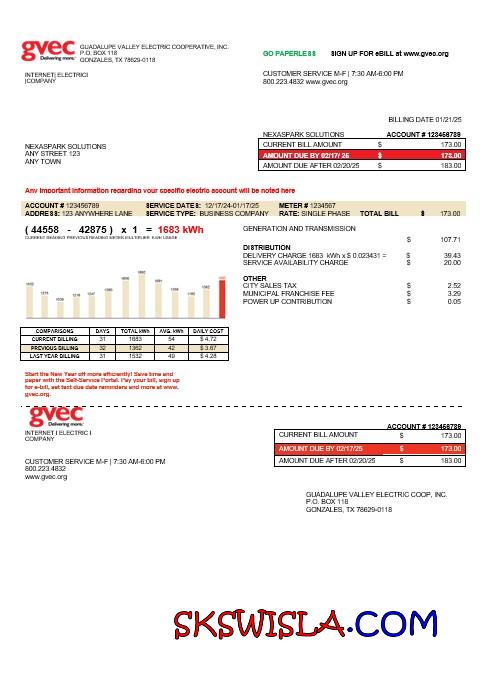 gvec
Delivering more.
GUADALUPE VALLEY ELECTRIC COOPERATIVE, INC.
P.O. BOX 118
GONZALES, TX 78629-0118
GO PAPERLESS SIGN UP FOR eBILL at www.gvec.org
INTERNET| ELECTRICI
|COMPANY
CUSTOMER SERVICE M-F | 7:30 AM-6:00 PM
800.223.4832 www.gvec.org
BILLING DATE 01/21/25
NEXASPARK SOLUTIONS ACCOUNT # 123456789
CURRENT BILL AMOUNT $ 173.00
AMOUNT DUE BY 02/17/ 25 $ 173.00
AMOUNT DUE AFTER 02/20/25 $ 183.00
NEXASPARK SOLUTIONS
ANY STREET 123
ANY TOWN
Any important information regarding your specific electric account will be noted here
ACCOUNT # 123456789 SERVICE DATES: 12/17/24-01/17/25 METER # 1234567
ADDRESS: 123 ANYWHERE LANE SERVICE TYPE: BUSINESS COMPANY RATE: SINGLE PHASE TOTAL BILL $ 173.00
( 44558 - 42875 ) x 1 = 1683 kWh
CURRENT READING PREVIOUS READING METER MULTIPLIER KWH USAGE
GENERATION AND TRANSMISSION
$ 107.71
DISTRIBUTION
DELIVERY CHARGE 1683 kWh x $ 0.023431 = $ 39.43
SERVICE AVAILABILITY CHARGE $ 20.00
OTHER
CITY SALES TAX $ 2.52
MUNICIPAL FRANCHISE FEE $ 3.29
POWER UP CONTRIBUTION $ 0.05
COMPARISONS DAYS TOTAL kWh AVG. kWh DAILY COST
CURRENT BILLING 31 1683 54 $ 4.72
PREVIOUS BILLING 32 1362 42 $ 3.67
LAST YEAR BILLING 31 1532 49 $ 4.28
Start the New Year off more efficiently! Save time and
paper with the Self-Service Portal. Pay your bill, sign up
for e-bill, set text due date reminders and more at www.
gvec.org.
gvec
Delivering more.
INTERNET I ELECTRIC I
COMPANY
ACCOUNT # 123456789
CURRENT BILL AMOUNT $ 173.00
AMOUNT DUE BY 02/17/25 $ 173.00
AMOUNT DUE AFTER 02/20/25 $ 183.00
CUSTOMER SERVICE M-F | 7:30 AM-6:00 PM
800.223.4832
www.gvec.org
GUADALUPE VALLEY ELECTRIC COOP, INC.
P.O. BOX 118
GONZALES, TX 78629-0118
SKSWISLA.COM